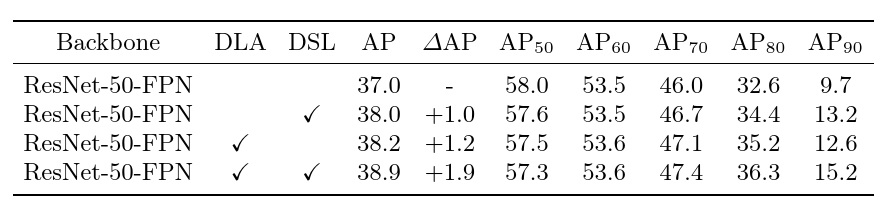 Backbone DLA DSL AP ΔAP AP₅₀ AP₆₀ AP₇₀ AP₈₀ AP₉₀
ResNet-50-FPN 37.0 - 58.0 53.5 46.0 32.6 9.7
ResNet-50-FPN ✓ 38.0 +1.0 57.6 53.5 46.7 34.4 13.2
ResNet-50-FPN ✓ 38.2 +1.2 57.5 53.6 47.1 35.2 12.6
ResNet-50-FPN ✓ ✓ 38.9 +1.9 57.3 53.6 47.4 36.3 15.2